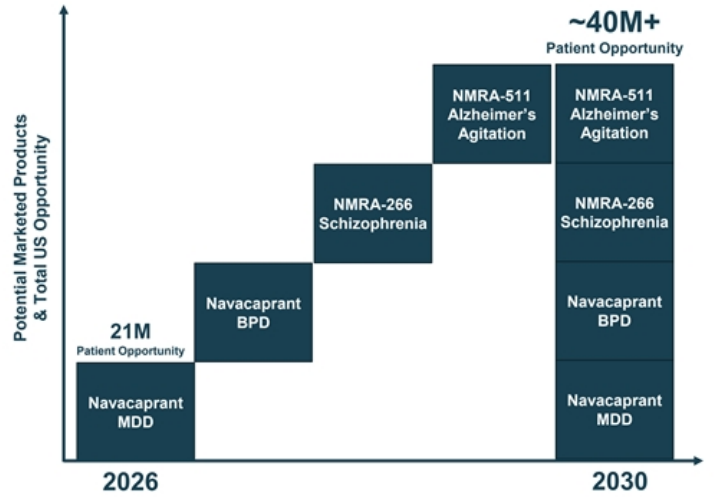 ~40M+
Patient Opportunity
NMRA-511
Alzheimer's
Agitation
NMRA-511
Alzheimer's
Agitation
NMRA-266
Schizophrenia
NMRA-266
Schizophrenia
Navacaprant
BPD
Navacaprant
BPD
21M
Patient Opportunity
Navacaprant
MDD
Navacaprant
MDD
Potential Marketed Products
& Total US Opportunity
2026
2030